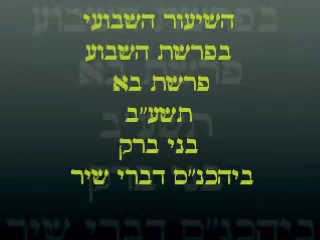 השיעור השבועי
בפרשת השבוע
פרשת בא
תשע"ב
בני ברק
ביהכנ"ס דברי שיר